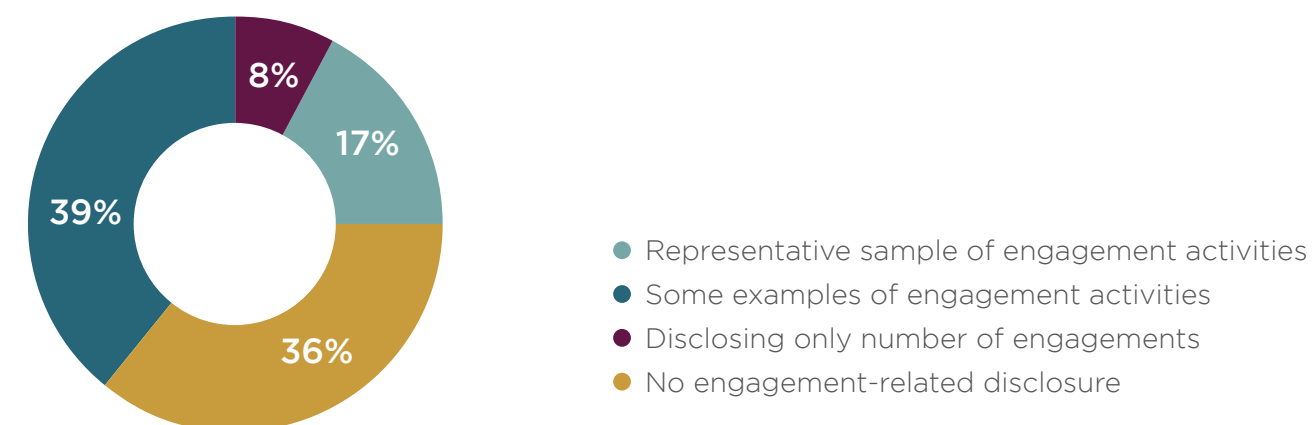 8%
17%
39%
36%
Representative sample of engagement activities
Some examples of engagement activities
Disclosing only number of engagements
No engagement-related disclosure